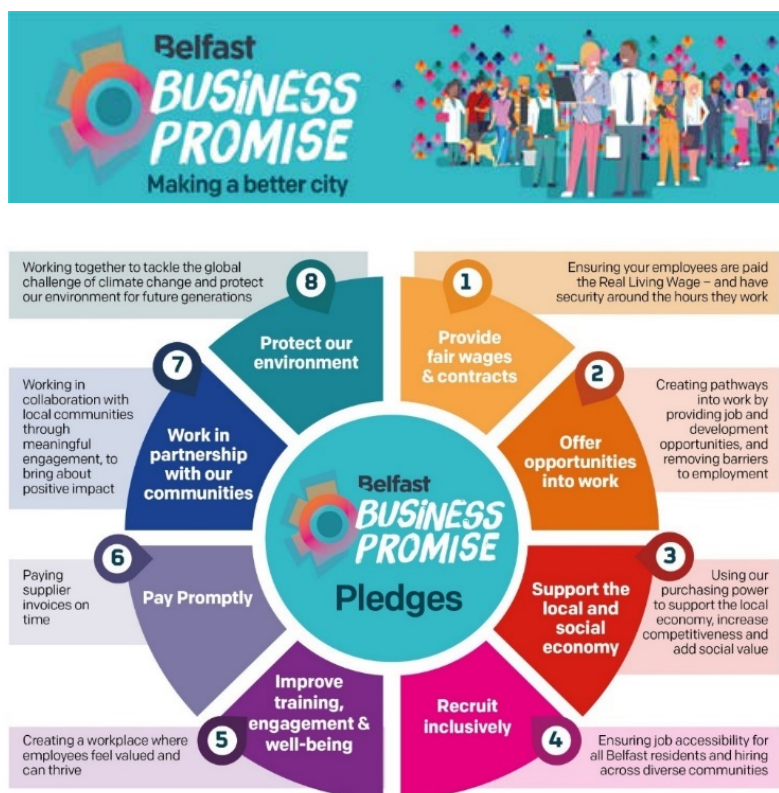 Belfast
BUSINESS
PROMISE
Making a better city
8
Working together to tackle the global
challenge of climate change and protect
our environment for future generations
Protect our
environment
1
Ensuring your employees are paid
the Real Living Wage – and have
security around the hours they work
Provide
fair wages
& contracts
7
Working in
collaboration with
local communities
through
meaningful
engagement, to
bring about
positive impact
Work in
partnership
with our
communities
2
Creating pathways
into work by
providing job and
development
opportunities, and
removing barriers
to employment
Offer
opportunities
into work
Belfast
BUSINESS
PROMISE
Pledges
6
Paying
supplier
invoices on
time
Pay Promptly
3
Using our
purchasing power
to support the local
economy, increase
competitiveness and
add social value
Support the
local and
social
economy
5
Creating a workplace where
employees feel valued and
can thrive
Improve
training,
engagement &
well-being
4
Ensuring job accessibility for
all Belfast residents and hiring
across diverse communities
Recruit
inclusively